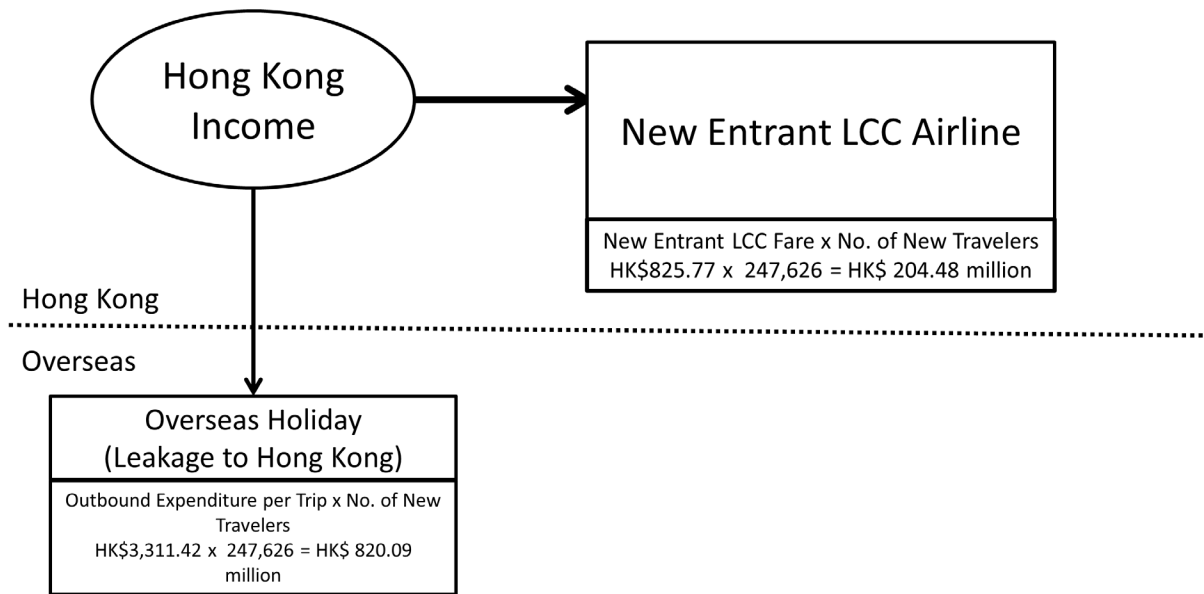 Hong Kong
Income
New Entrant LCC Airline
New Entrant LCC Fare x No. of New Travelers
HK$825.77 x 247,626 = HK$ 204.48 million
Hong Kong
Overseas
Overseas Holiday
(Leakage to Hong Kong)
Outbound Expenditure per Trip x No. of New
Travelers
HK$3,311.42 x 247,626 = HK$ 820.09
million